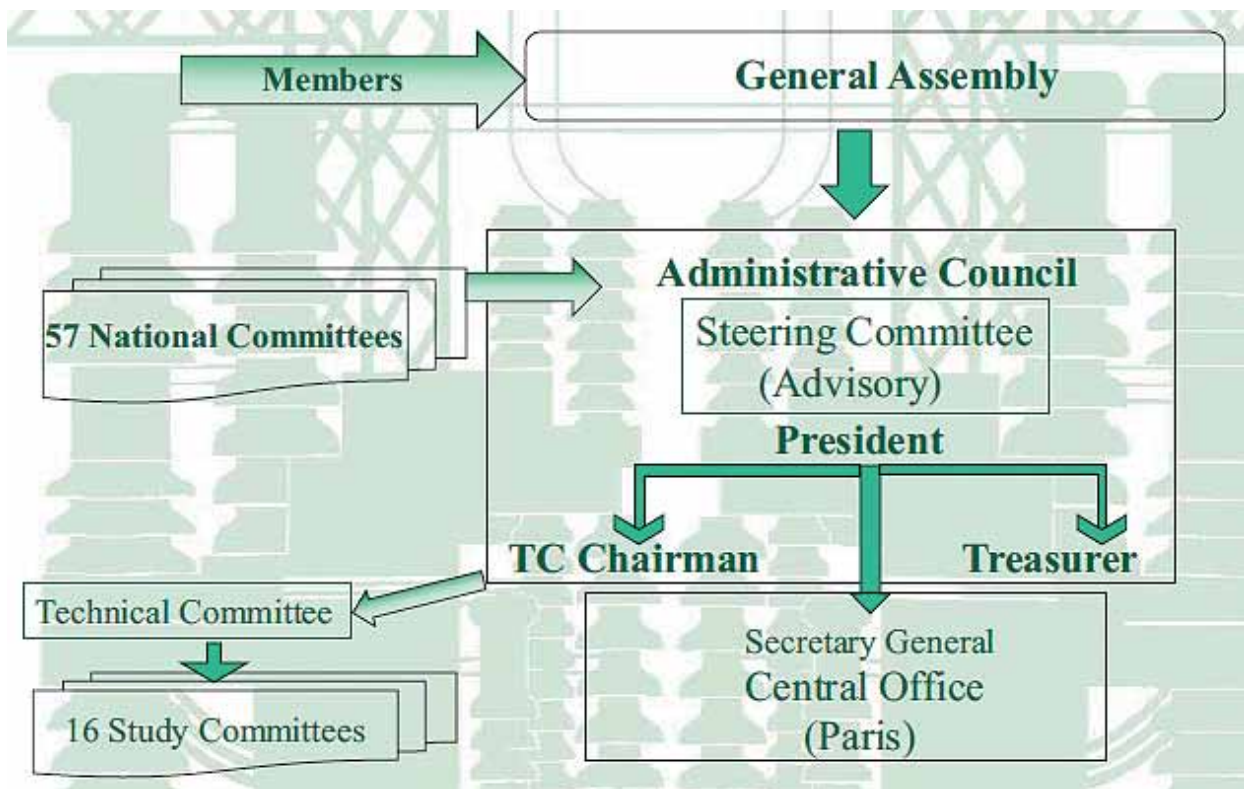 Members
General Assembly
Administrative Council
57 National Committees
Steering Committee
(Advisory)
President
TC Chairman
Treasurer
Technical Committee
Secretary General
Central Office
(Paris)
16 Study Committees